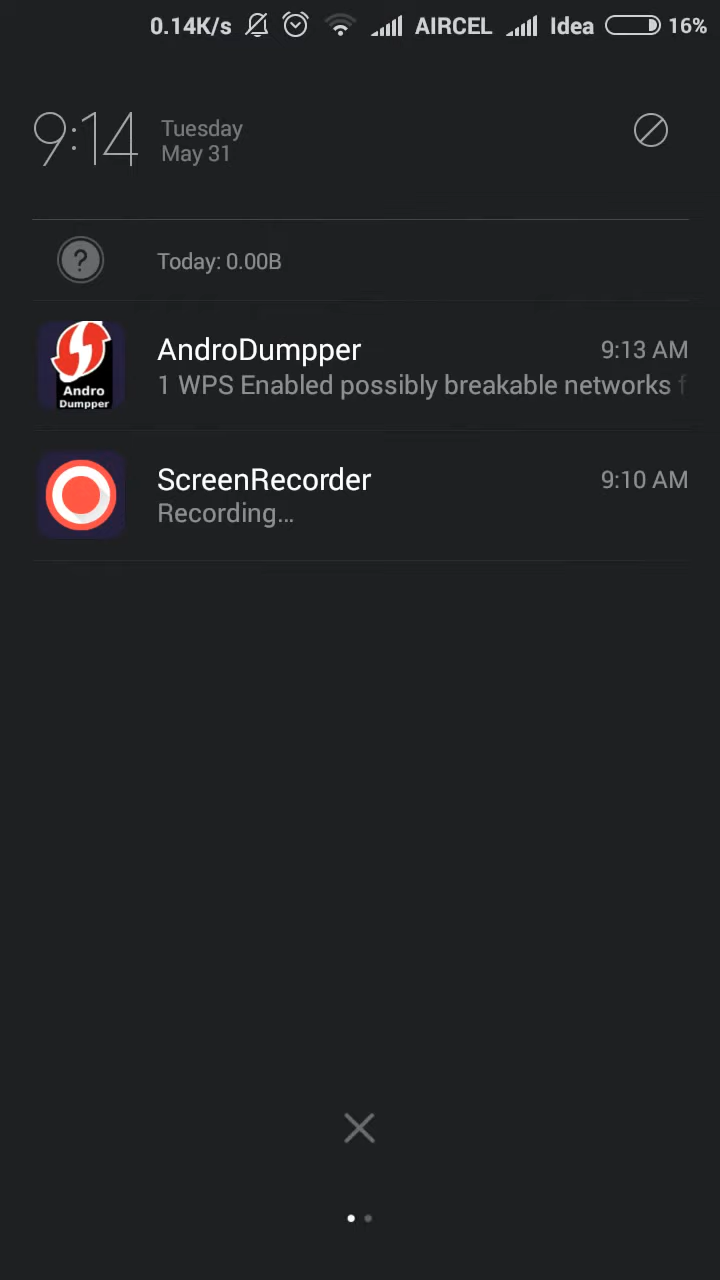 0.14K/s AIRCEL Idea 16%
9:14
Tuesday
May 31
?
Today: 0.00B
AndroDumpper 9:13 AM
1 WPS Enabled possibly breakable networks f
Andro
Dumpper
ScreenRecorder 9:10 AM
Recording...